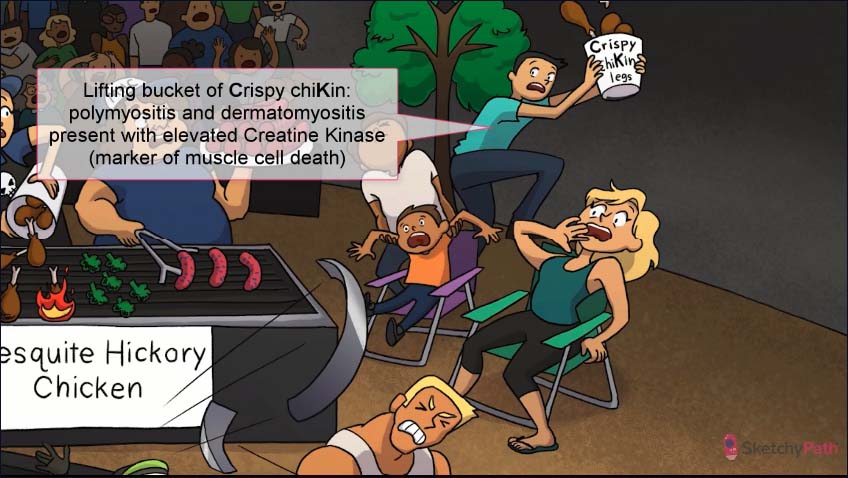 Crispy
chiKin
legs
Lifting bucket of Crispy chiKin:
polymyositis and dermatomyositis
present with elevated Creatine Kinase
(marker of muscle cell death)
esquite Hickory
Chicken
SketchyPath